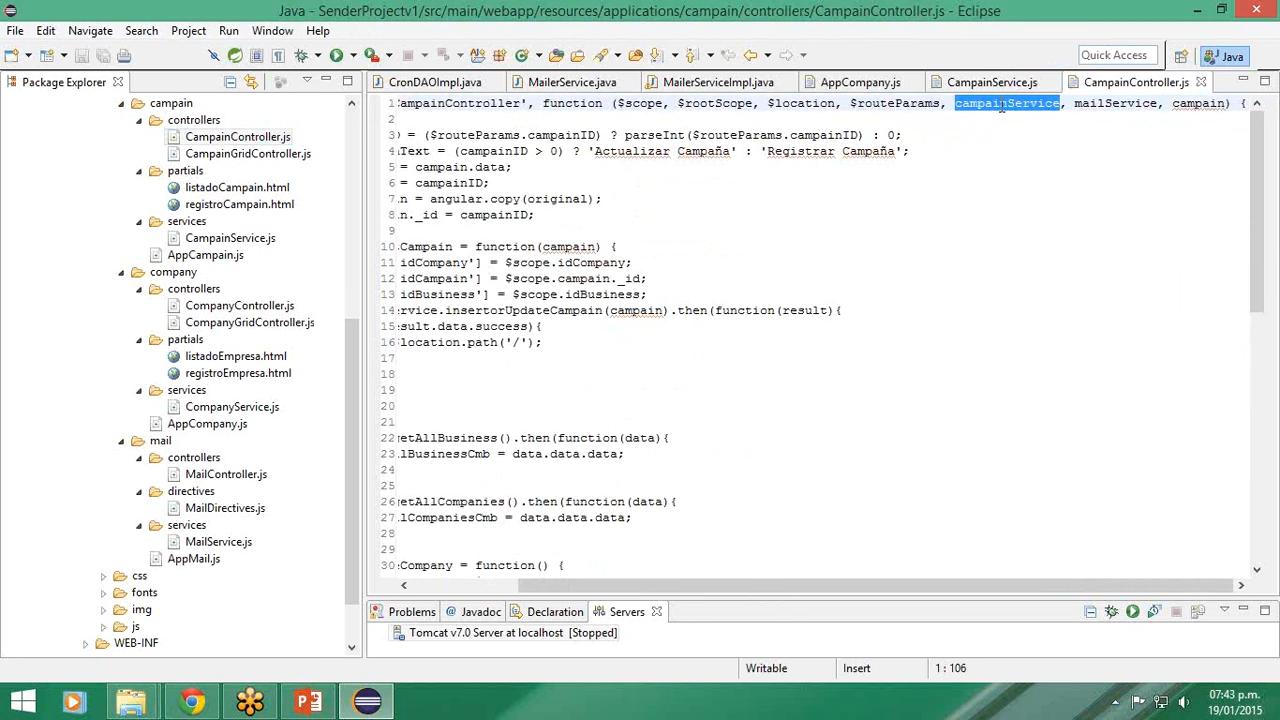 Java - SenderProjectv1/src/main/webapp/resources/applications/campain/controllers/CampainController.js - Eclipse
File Edit Navigate Search Project Run Window Help
Quick Access
Java
Package Explorer
campain
controllers
CampainController.js
CampainGridController.js
partials
listadoCampain.html
registroCampain.html
services
CampainService.js
AppCampain.js
company
controllers
CompanyController.js
CompanyGridController.js
partials
listadoEmpresa.html
registroEmpresa.html
services
CompanyService.js
AppCompany.js
mail
controllers
MailController.js
directives
MailDirectives.js
services
MailService.js
AppMail.js
css
fonts
img
js
WEB-INF
CronDAOImpl.java MailerService.java MailerServiceImpl.java AppCompany.js CampainService.js CampainController.js
1 CampainController', function ($scope, $rootScope, $location, $routeParams, campainService, mailService, campain) {
2
3 ) = ($routeParams.campainID) ? parseInt($routeParams.campainID) : 0;
4 Text = (campainID > 0) ? 'Actualizar Campaña' : 'Registrar Campaña';
5 = campain.data;
6 = campainID;
7 n = angular.copy(original);
8 n._id = campainID;
9
10 Campain = function(campain) {
11 idCompany'] = $scope.idCompany;
12 idCampain'] = $scope.campain._id;
13 idBusiness'] = $scope.idBusiness;
14 rvice.insertorUpdateCampain(campain).then(function(result){
15 sult.data.success){
16 location.path('/');
17
18
19
20
21
22 etAllBusiness().then(function(data){
23 lBusinessCmb = data.data.data;
24
25
26 etAllCompanies().then(function(data){
27 lCompaniesCmb = data.data.data;
28
29
30 eCompany = function() {
Problems Javadoc Declaration Servers
Tomcat v7.0 Server at localhost [Stopped]
Writable Insert 1 : 106
07:43 p.m.
19/01/2015